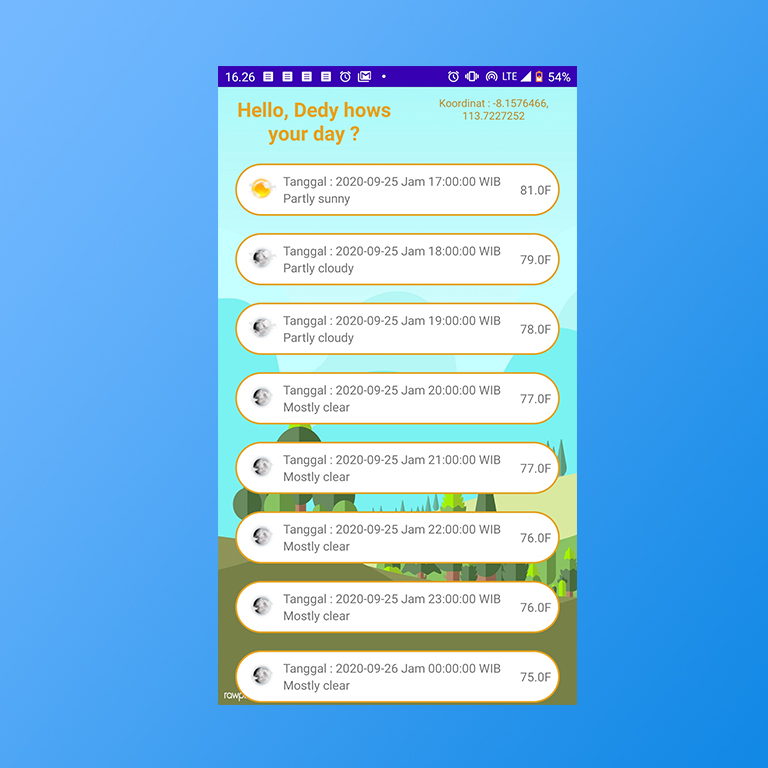 16.26 LTE 54%
Hello, Dedy hows
your day ?
Koordinat : -8.1576466,
113.7227252
Tanggal : 2020-09-25 Jam 17:00:00 WIB
Partly sunny
81.0F
Tanggal : 2020-09-25 Jam 18:00:00 WIB
Partly cloudy
79.0F
Tanggal : 2020-09-25 Jam 19:00:00 WIB
Partly cloudy
78.0F
Tanggal : 2020-09-25 Jam 20:00:00 WIB
Mostly clear
77.0F
Tanggal : 2020-09-25 Jam 21:00:00 WIB
Mostly clear
77.0F
Tanggal : 2020-09-25 Jam 22:00:00 WIB
Mostly clear
76.0F
Tanggal : 2020-09-25 Jam 23:00:00 WIB
Mostly clear
76.0F
Tanggal : 2020-09-26 Jam 00:00:00 WIB
Mostly clear
75.0F